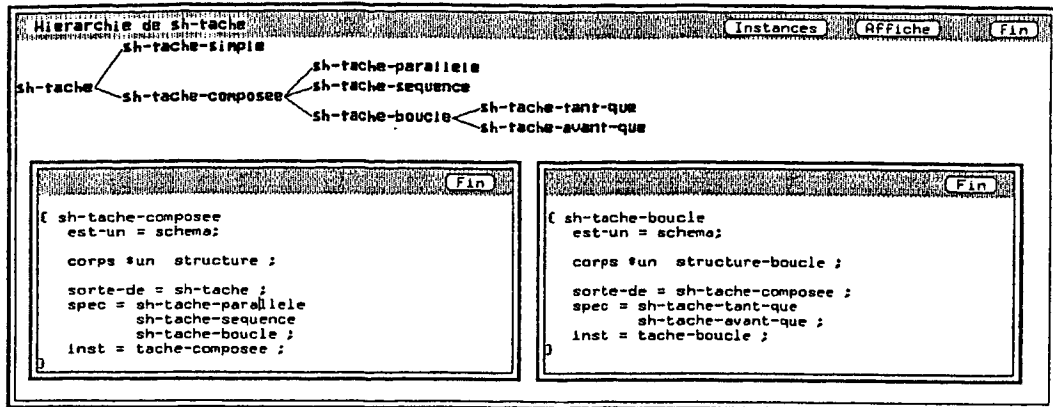 Hierarchie de sh-tache
Instances Affiche Fin
sh-tache-simple
sh-tache-parallele
sh-tache sh-tache-composee sh-tache-sequence
sh-tache-boucle sh-tache-tant-que
sh-tache-avant-que
Fin
{ sh-tache-composee
est-un = schema;
corps *un structure ;
sorte-de = sh-tache ;
spec = sh-tache-parallele
sh-tache-sequence
sh-tache-boucle ;
inst = tache-composee ;
}
Fin
{ sh-tache-boucle
est-un = schema;
corps *un structure-boucle ;
sorte-de = sh-tache-composee ;
spec = sh-tache-tant-que
sh-tache-avant-que ;
inst = tache-boucle ;
}